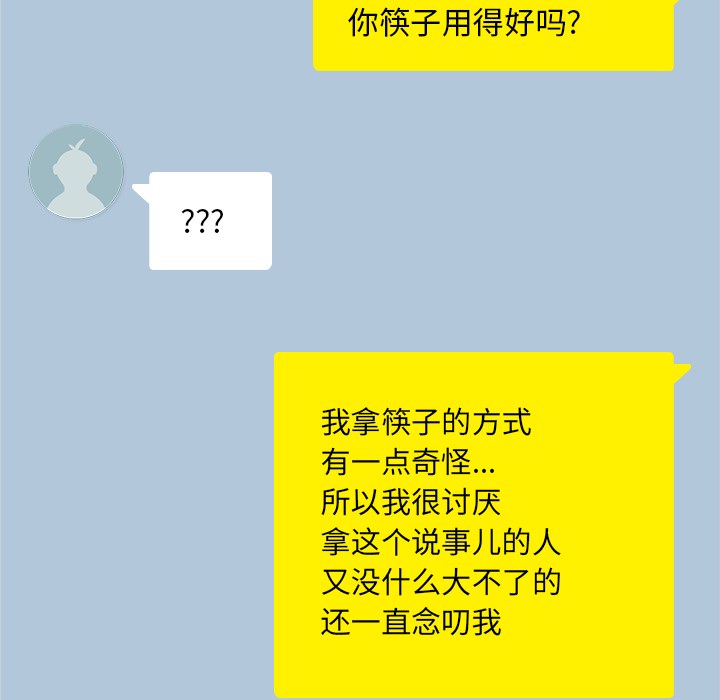 你筷子用得好吗?
???
我拿筷子的方式
有一点奇怪...
所以我很讨厌
拿这个说事儿的人
又没什么大不了的
还一直念叨我